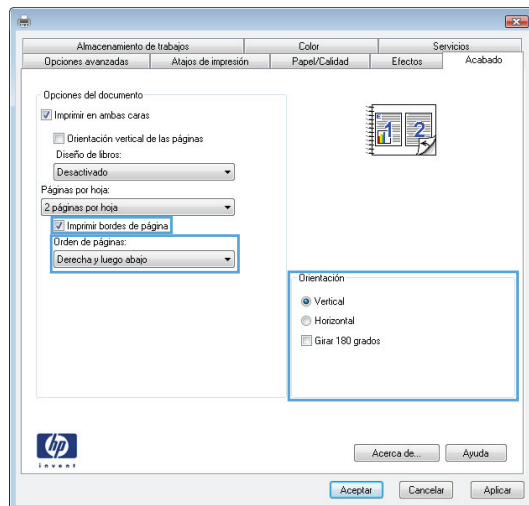 Almacenamiento de trabajos Color Servicios
Opciones avanzadas Atajos de impresión Papel/Calidad Efectos Acabado
Opciones del documento
Imprimir en ambas caras
Orientación vertical de las páginas
Diseño de libros:
Desactivado
Páginas por hoja:
2 páginas por hoja
Imprimir bordes de página
Orden de páginas:
Derecha y luego abajo
1 2
Orientación
Vertical
Horizontal
Girar 180 grados
hp
invent
Acerca de... Ayuda
Aceptar Cancelar Aplicar